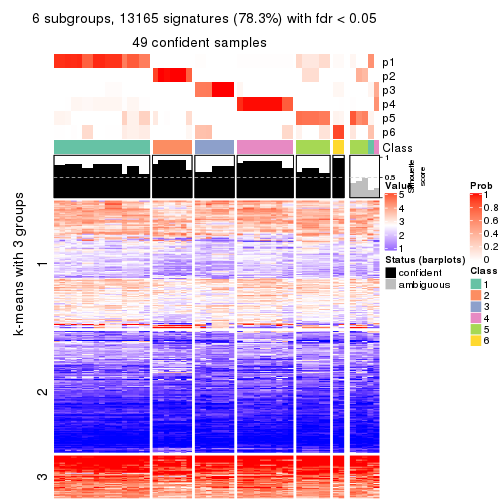 6 subgroups, 13165 signatures (78.3%) with fdr < 0.05
49 confident samples
p1
p2
p3
p4
p5
p6
Class
1
0.5
Silhouette
score
k-means with 3 groups
1
2
3
Value
5
4
3
2
1
Status (barplots)
confident
ambiguous
Prob
1
0.8
0.6
0.4
0.2
0
Class
1
2
3
4
5
6